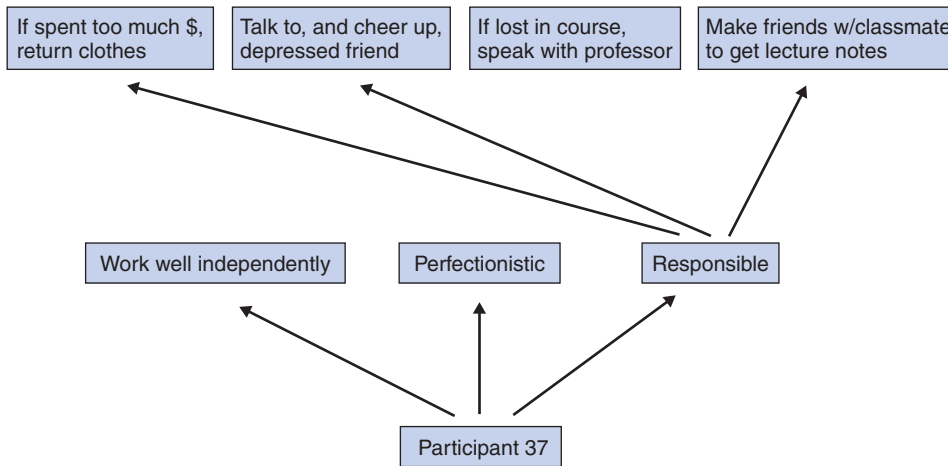 If spent too much $,
return clothes
Talk to, and cheer up,
depressed friend
If lost in course,
speak with professor
Make friends w/classmate
to get lecture notes
Work well independently
Perfectionistic
Responsible
Participant 37